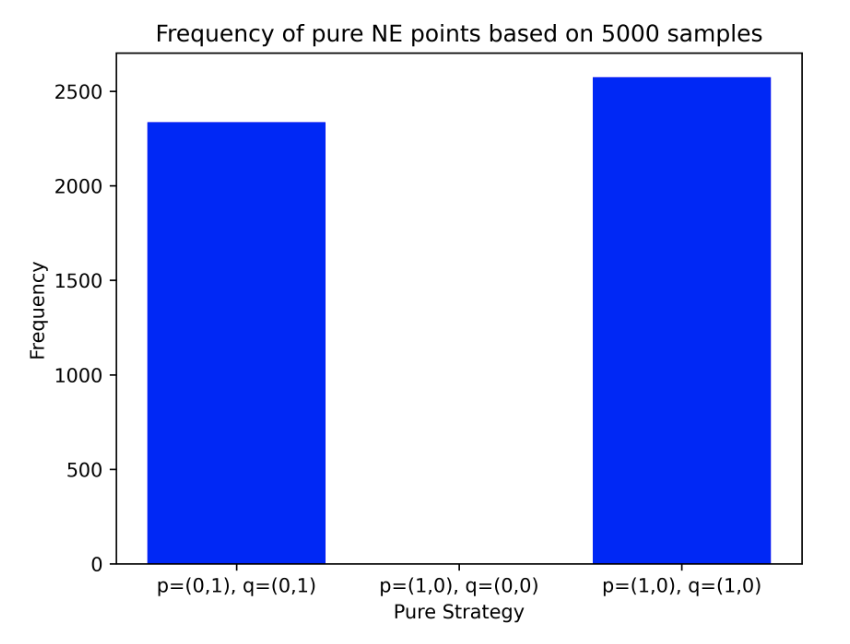 Frequency of pure NE points based on 5000 samples
2500
2000
1500
1000
500
0
Frequency
p=(0,1), q=(0,1) p=(1,0), q=(0,0) p=(1,0), q=(1,0)
Pure Strategy